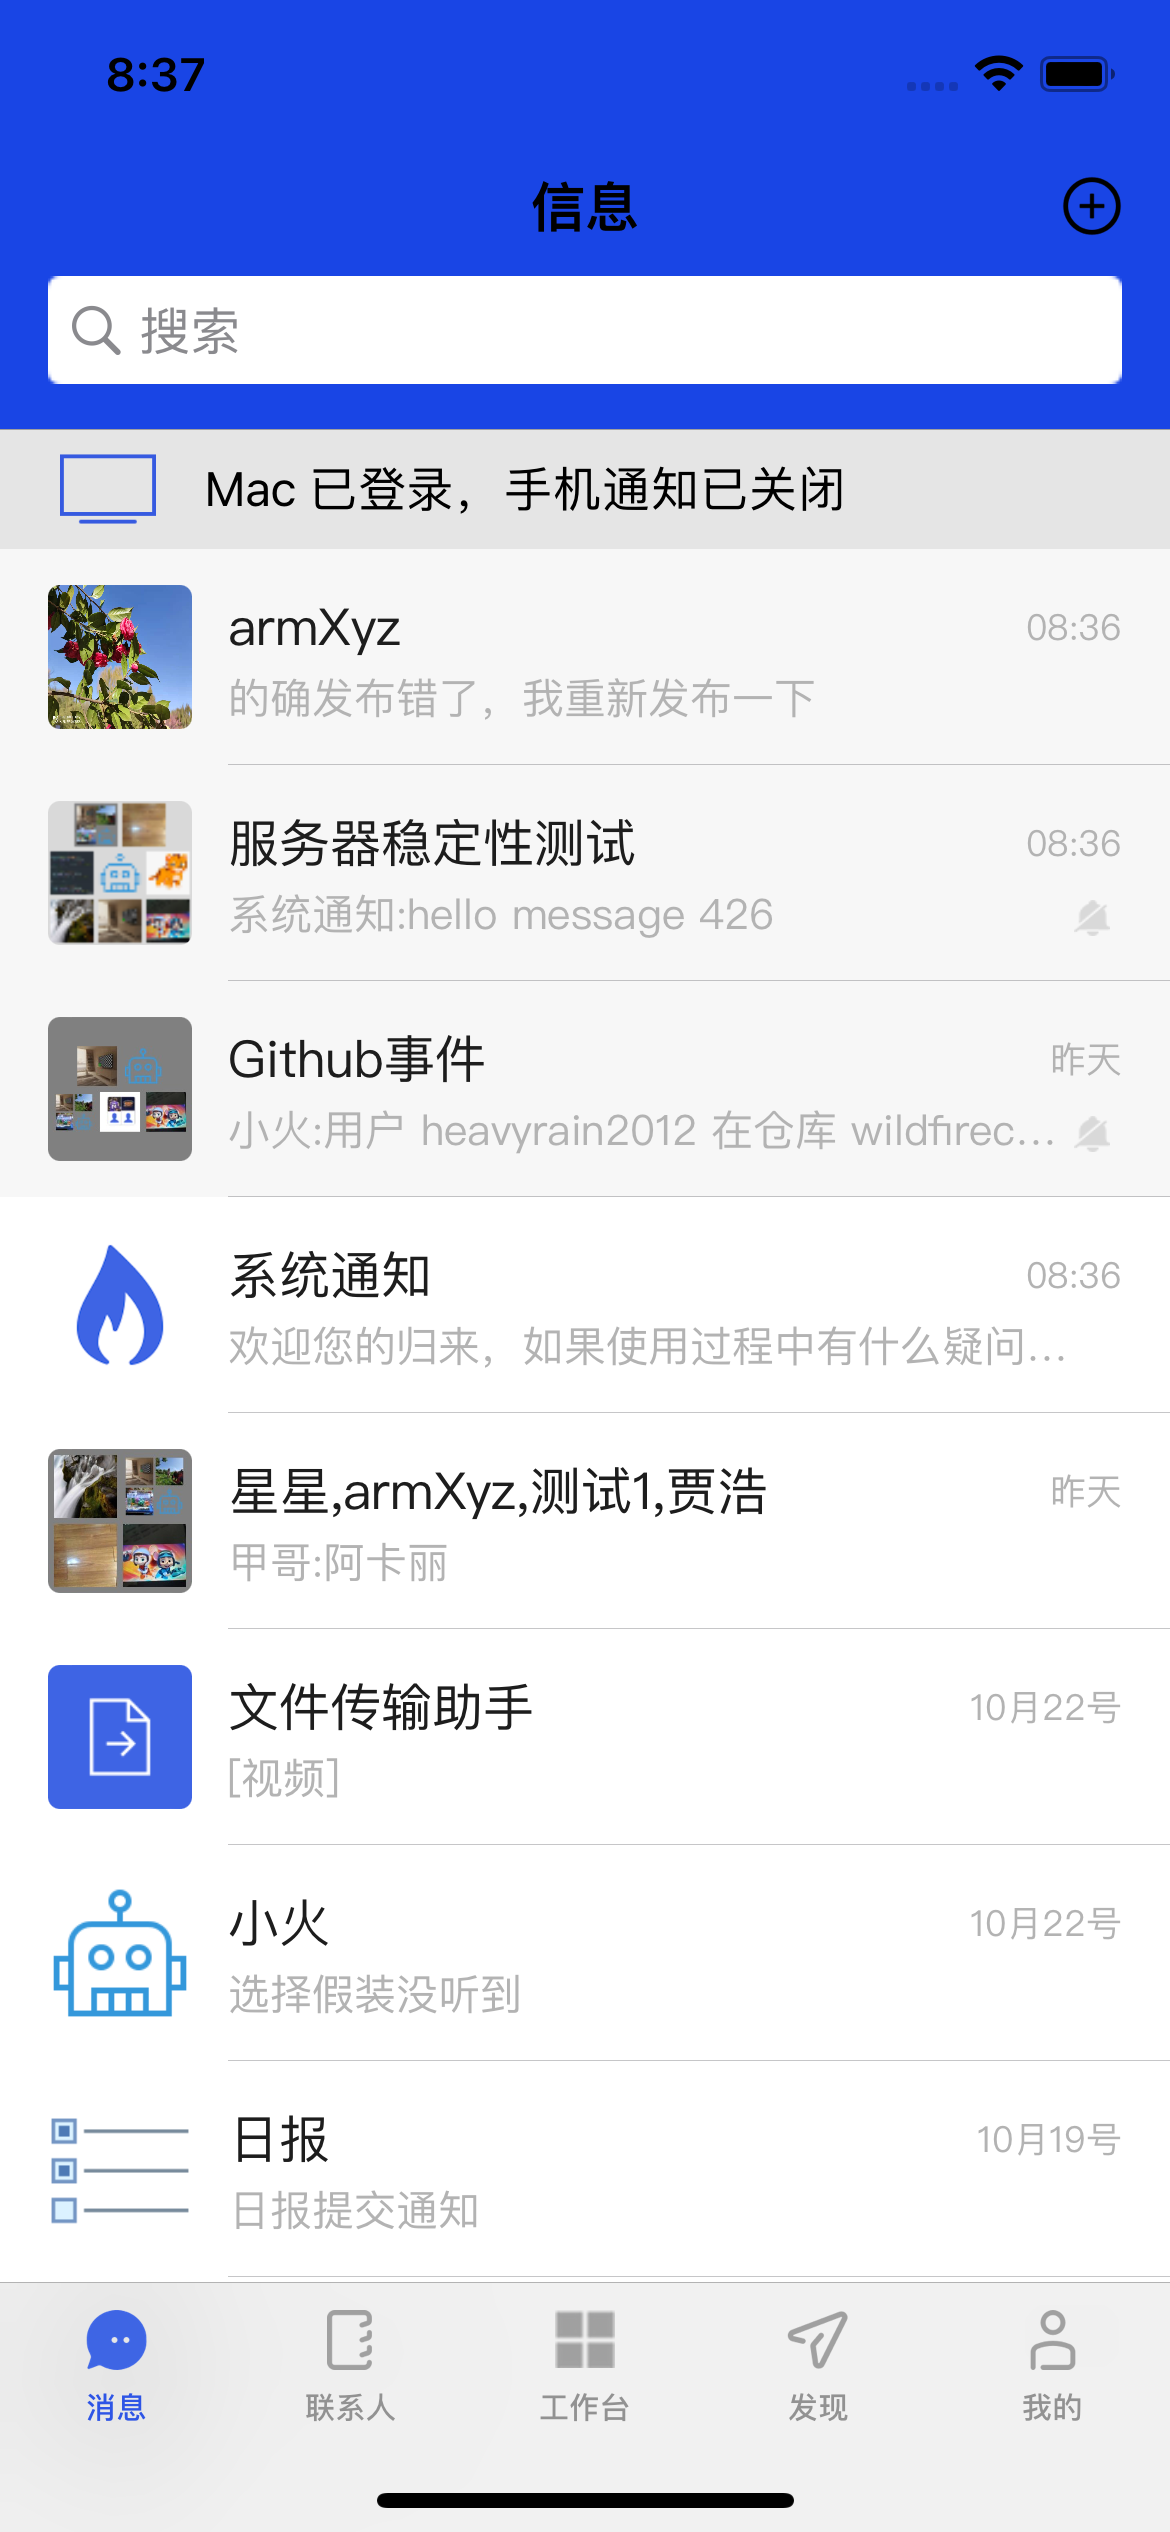 8:37
信息
搜索
Mac 已登录，手机通知已关闭
armXyz
08:36
的确发布错了，我重新发布一下
服务器稳定性测试
08:36
系统通知:hello message 426
Github事件
昨天
小火:用户 heavyrain2012 在仓库 wildfirec...
系统通知
08:36
欢迎您的归来，如果使用过程中有什么疑问...
星星,armXyz,测试1,贾浩
昨天
甲哥:阿卡丽
文件传输助手
10月22号
[视频]
小火
10月22号
选择假装没听到
日报
10月19号
日报提交通知
消息
联系人
工作台
发现
我的